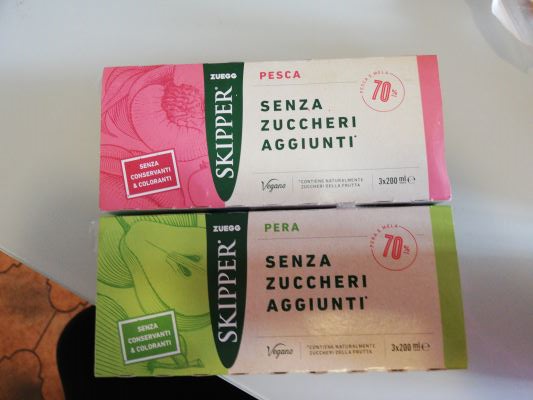 ZUEGG
SKIPPER®
PESCA
SENZA
ZUCCHERI
AGGIUNTI*
PESCA E MELA
70%
SENZA
CONSERVANTI
& COLORANTI
Vegano
*CONTIENE NATURALMENTE
ZUCCHERI DELLA FRUTTA
3x200 ml e
ZUEGG
SKIPPER®
PERA
SENZA
ZUCCHERI
AGGIUNTI*
PERA E MELA
70%
SENZA
CONSERVANTI
& COLORANTI
Vegano
*CONTIENE NATURALMENTE
ZUCCHERI DELLA FRUTTA
3x200 ml e